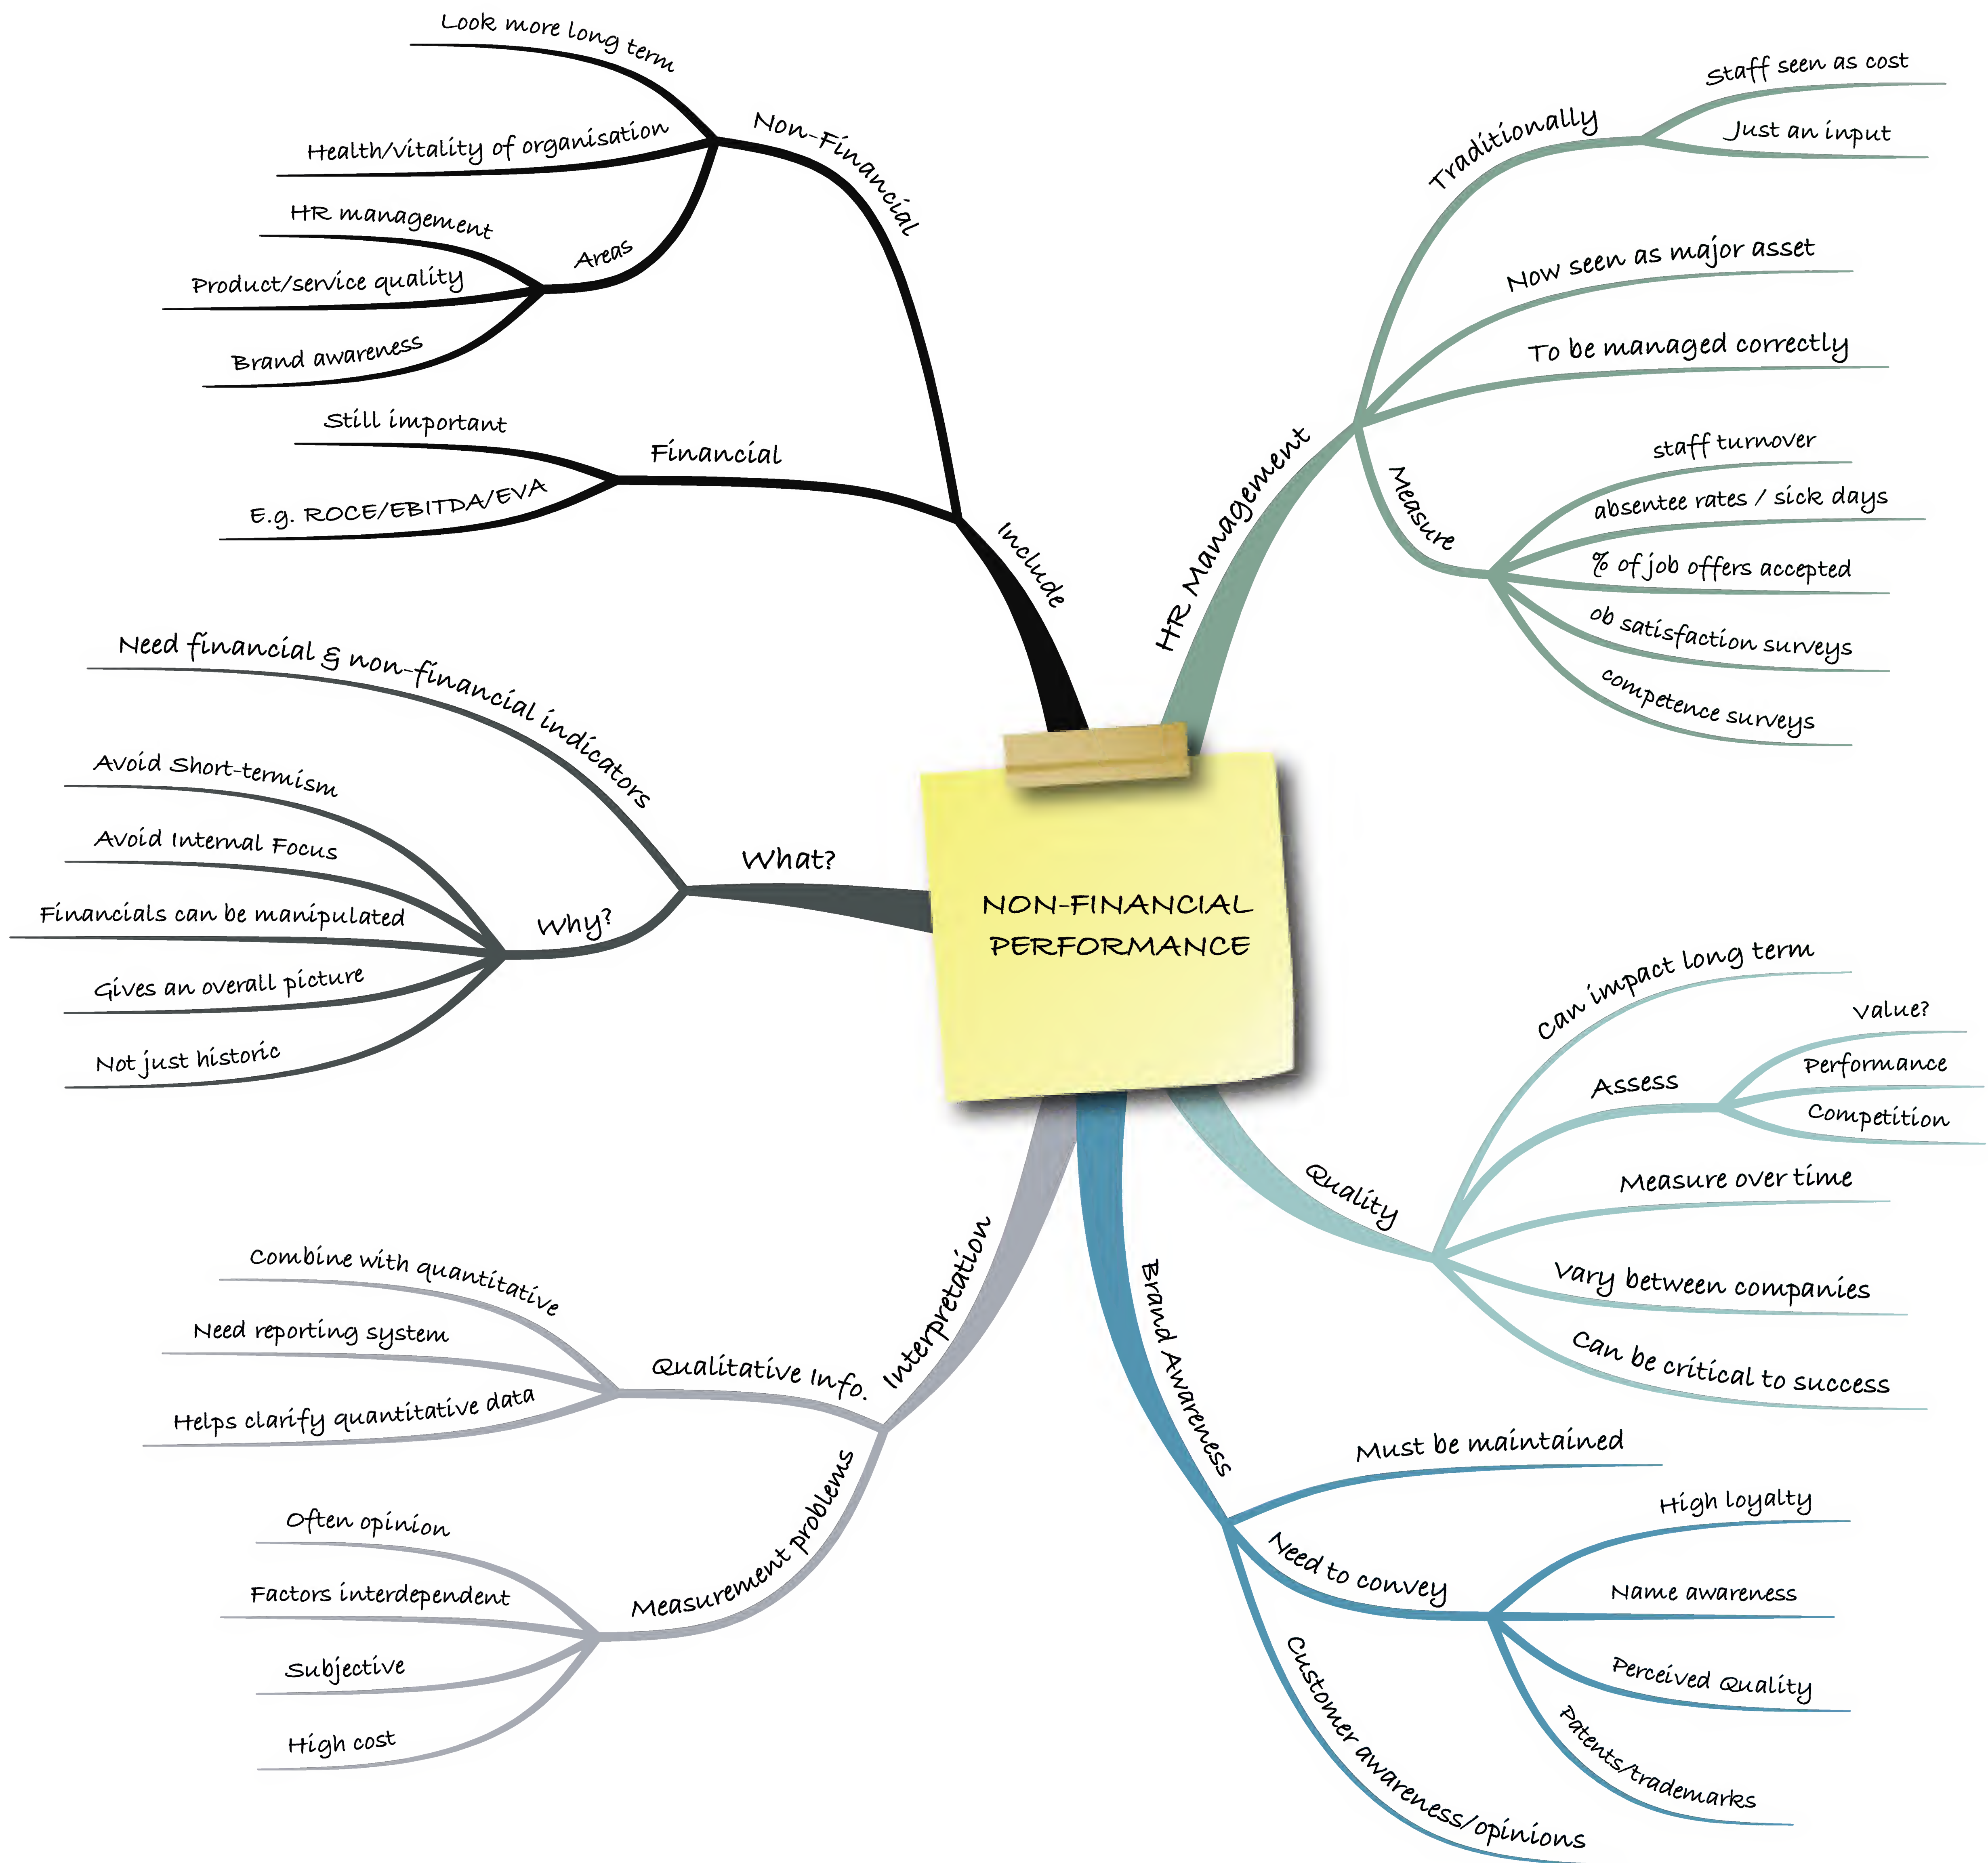 NON-FINANCIAL
PERFORMANCE
Include
Non-Financial
Look more long term
Health/vitality of organisation
Areas
HR management
Product/service quality
Brand awareness
Financial
Still important
E.g. ROCE/EBITDA/EVA
What?
Need financial & non-financial indicators
Why?
Avoid Short-termism
Avoid Internal Focus
Financials can be manipulated
Gives an overall picture
Not just historic
Interpretation
Qualitative Info.
Combine with quantitative
Need reporting system
Helps clarify quantitative data
Measurement problems
Often opinion
Factors interdependent
Subjective
High cost
HR Management
Traditionally
Staff seen as cost
Just an input
Now seen as major asset
To be managed correctly
Measure
staff turnover
absentee rates / sick days
% of job offers accepted
ob satisfaction surveys
competence surveys
Quality
Can impact long term
Assess
Value?
Performance
Competition
Measure over time
Vary between companies
Can be critical to success
Brand Awareness
Must be maintained
Need to convey
High loyalty
Name awareness
Perceived Quality
Patents/trademarks
Customer awareness/opinions